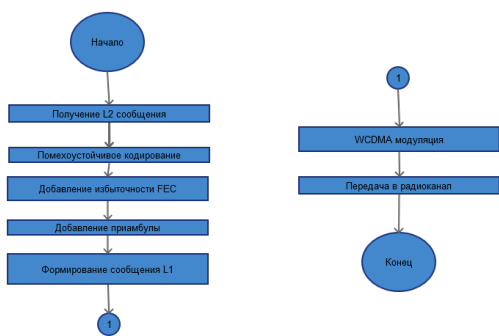 Начало
Получение L2 сообщения
Помехоустойчивое кодирование
Добавление избыточности FEC
Добавление приамбулы
Формирование сообщения L1
1
1
WCDMA модуляция
Передача в радиоканал
Конец